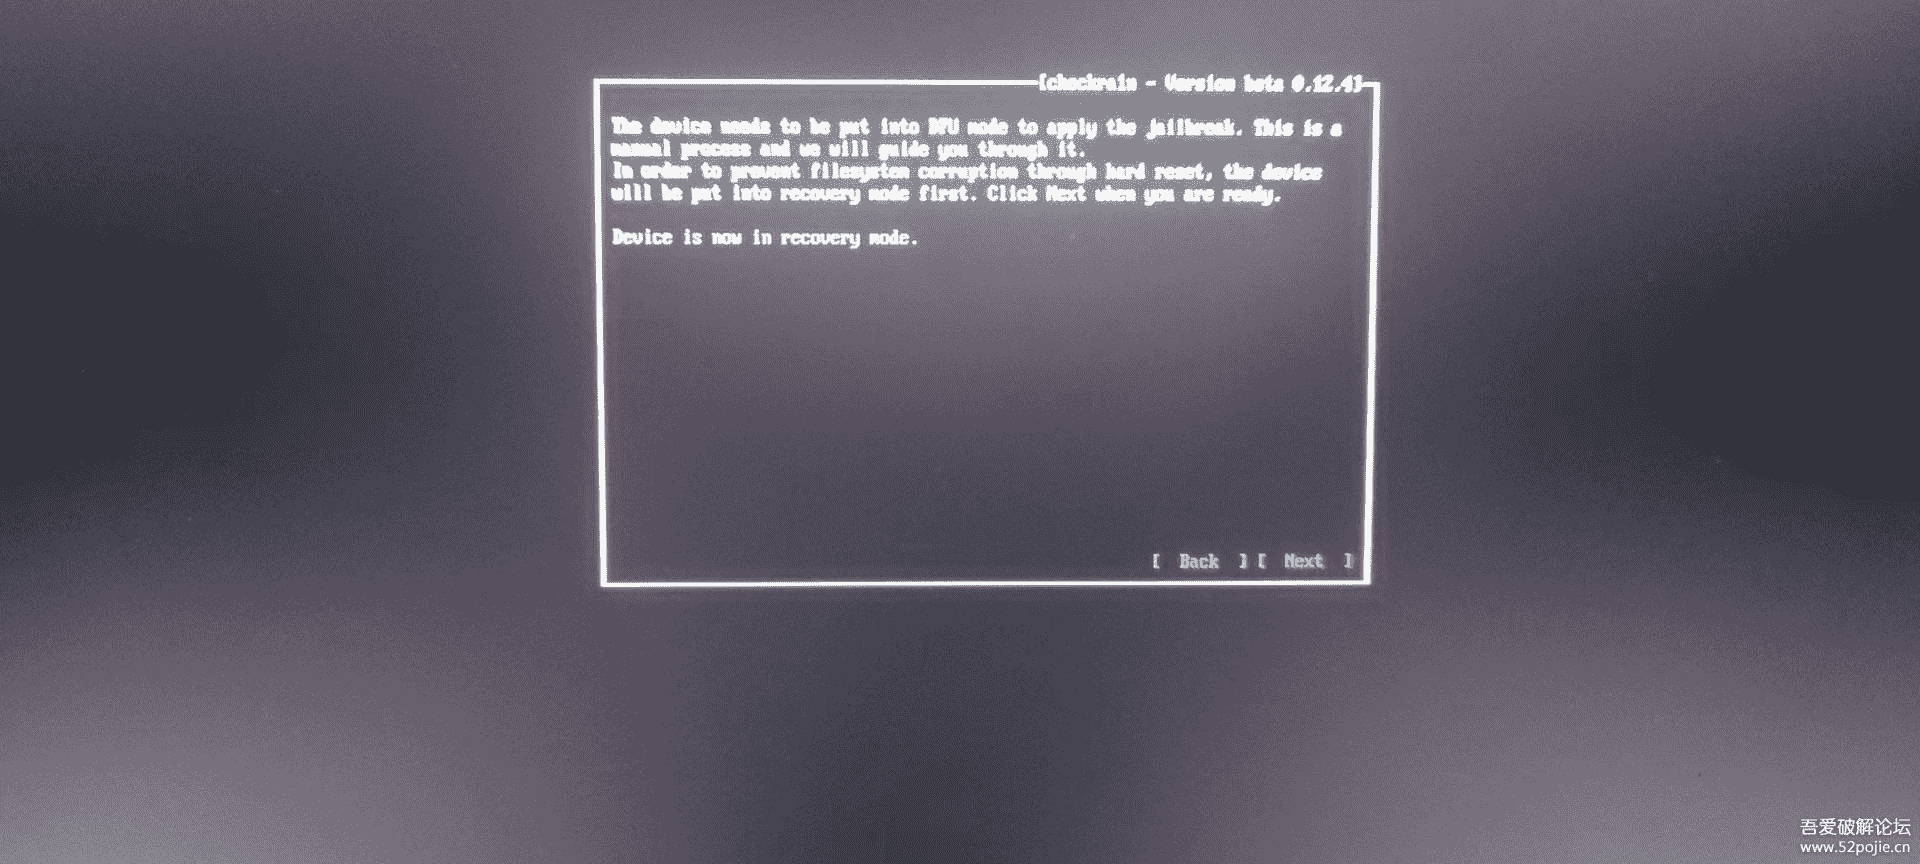 [checkra1n - Version beta 0.12.4]
The device needs to be put into DFU mode to apply the jailbreak. This is a
manual process and we will guide you through it.
In order to prevent filesystem corruption through hard reset, the device
will be put into recovery mode first. Click Next when you are ready.
Device is now in recovery mode.
[ Back ] [ Next ]
吾爱破解论坛
www.52pojie.cn